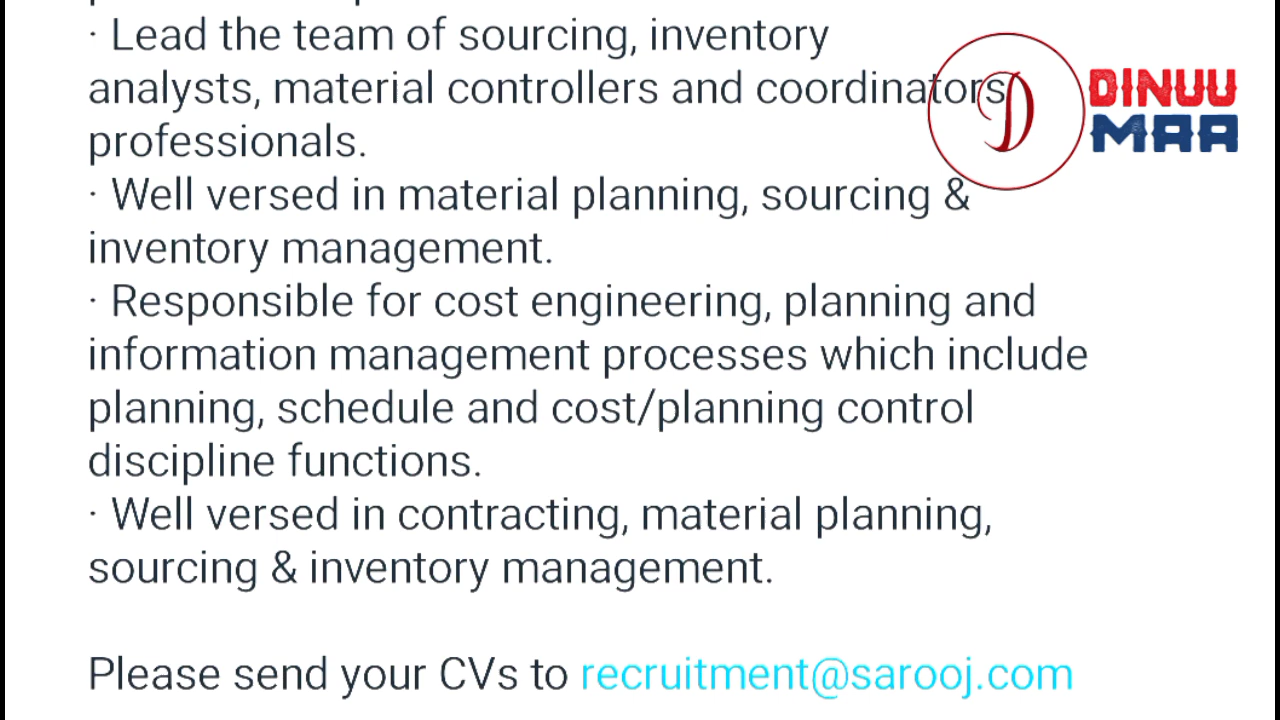 · Lead the team of sourcing, inventory
analysts, material controllers and coordinators
professionals.
· Well versed in material planning, sourcing &
inventory management.
· Responsible for cost engineering, planning and
information management processes which include
planning, schedule and cost/planning control
discipline functions.
· Well versed in contracting, material planning,
sourcing & inventory management.
Please send your CVs to recruitment@sarooj.com
D
DINUU
MAA